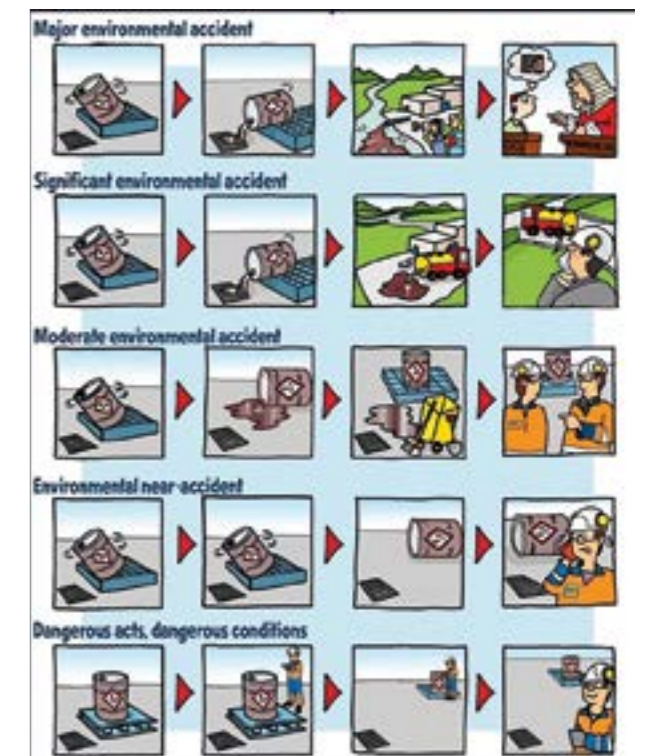 Major environmental accident
Significant environmental accident
Moderate environmental accident
Environmental near-accident
Dangerous acts, dangerous conditions